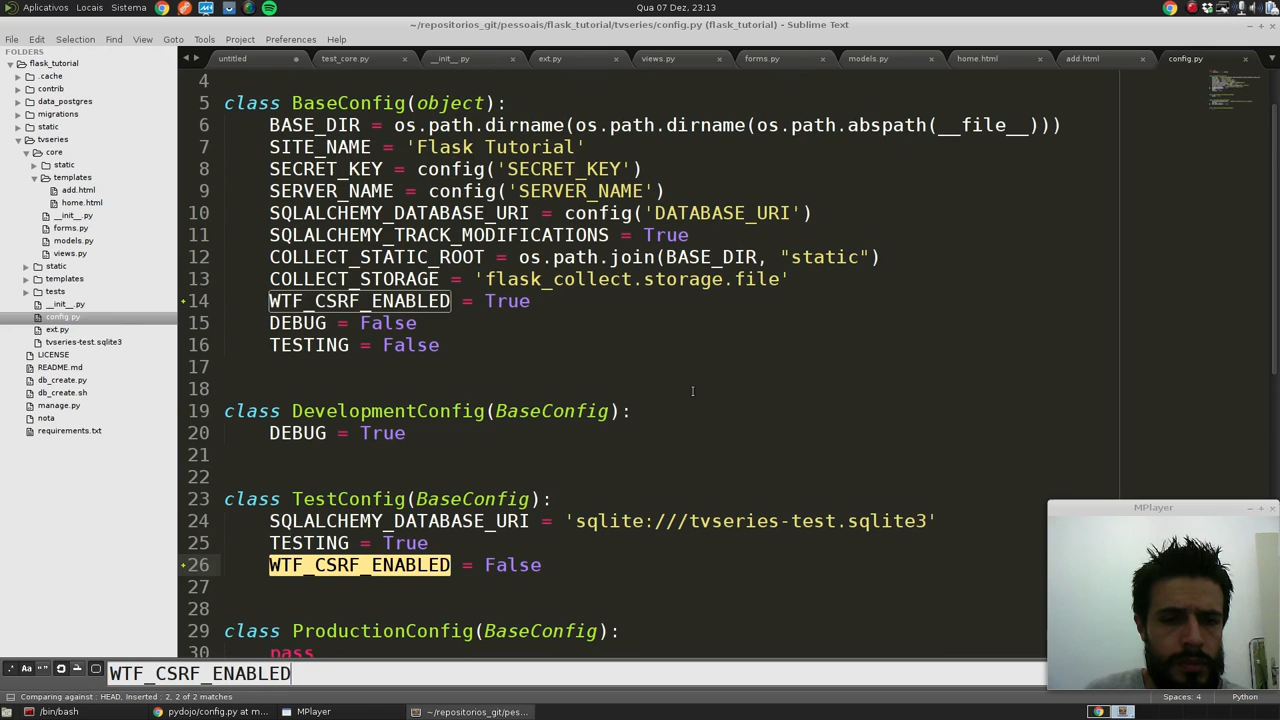 Aplicativos Locais Sistema Qua 07 Dez, 23:13
~/repositorios_git/pessoais/flask_tutorial/tvseries/config.py (flask_tutorial) - Sublime Text
File Edit Selection Find View Goto Tools Project Preferences Help
FOLDERS
flask_tutorial
.cache
contrib
data_postgres
migrations
static
tvseries
core
static
templates
add.html
home.html
__init__.py
forms.py
models.py
views.py
static
templates
tests
__init__.py
config.py
ext.py
tvseries-test.sqlite3
LICENSE
README.md
db_create.py
db_create.sh
manage.py
nota
requirements.txt
untitled test_core.py __init__.py ext.py views.py forms.py models.py home.html add.html config.py
4
5 class BaseConfig(object):
6 BASE_DIR = os.path.dirname(os.path.dirname(os.path.abspath(__file__)))
7 SITE_NAME = 'Flask Tutorial'
8 SECRET_KEY = config('SECRET_KEY')
9 SERVER_NAME = config('SERVER_NAME')
10 SQLALCHEMY_DATABASE_URI = config('DATABASE_URI')
11 SQLALCHEMY_TRACK_MODIFICATIONS = True
12 COLLECT_STATIC_ROOT = os.path.join(BASE_DIR, "static")
13 COLLECT_STORAGE = 'flask_collect.storage.file'
14 WTF_CSRF_ENABLED = True
15 DEBUG = False
16 TESTING = False
17
18
19 class DevelopmentConfig(BaseConfig):
20 DEBUG = True
21
22
23 class TestConfig(BaseConfig):
24 SQLALCHEMY_DATABASE_URI = 'sqlite:///tvseries-test.sqlite3'
25 TESTING = True
26 WTF_CSRF_ENABLED = False
27
28
29 class ProductionConfig(BaseConfig):
30 pass
MPlayer
.* Aa “”
WTF_CSRF_ENABLED
Comparing against: HEAD, Inserted : 2, 2 of 2 matches Spaces: 4 Python
/bin/bash pydojo/config.py at m... MPlayer ~/repositorios_git/pes...